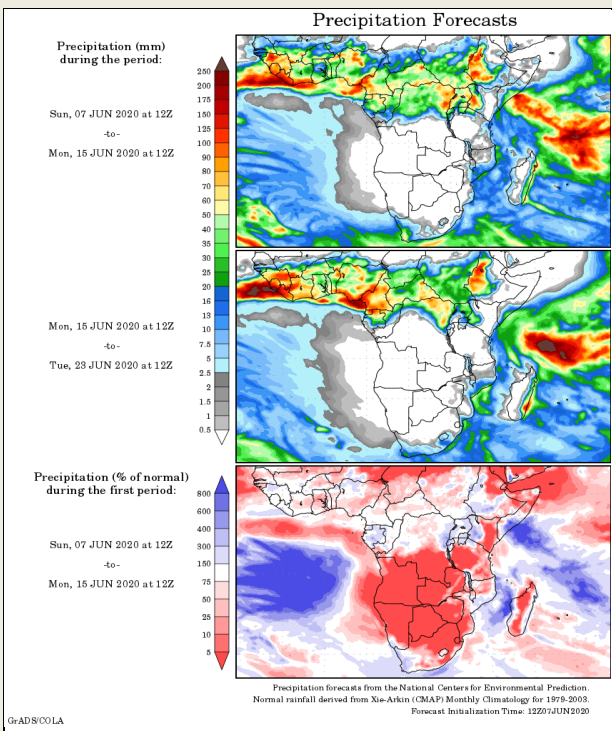 Precipitation Forecasts
Precipitation (mm)
during the period:
Sun, 07 JUN 2020 at 12Z
-to-
Mon, 15 JUN 2020 at 12Z
250
200
175
150
125
100
90
80
70
60
50
40
35
30
25
20
16
13
10
7.5
5
2.5
2
1.5
1
0.5
Mon, 15 JUN 2020 at 12Z
-to-
Tue, 23 JUN 2020 at 12Z
Precipitation (% of normal)
during the first period:
Sun, 07 JUN 2020 at 12Z
-to-
Mon, 15 JUN 2020 at 12Z
800
600
400
300
150
75
50
25
10
5
Precipitation forecasts from the National Centers for Environmental Prediction.
Normal rainfall derived from Xie-Arkin (CMAP) Monthly Climatology for 1979-2003.
Forecast Initialization Time: 12Z07JUN2020
GrADS/COLA